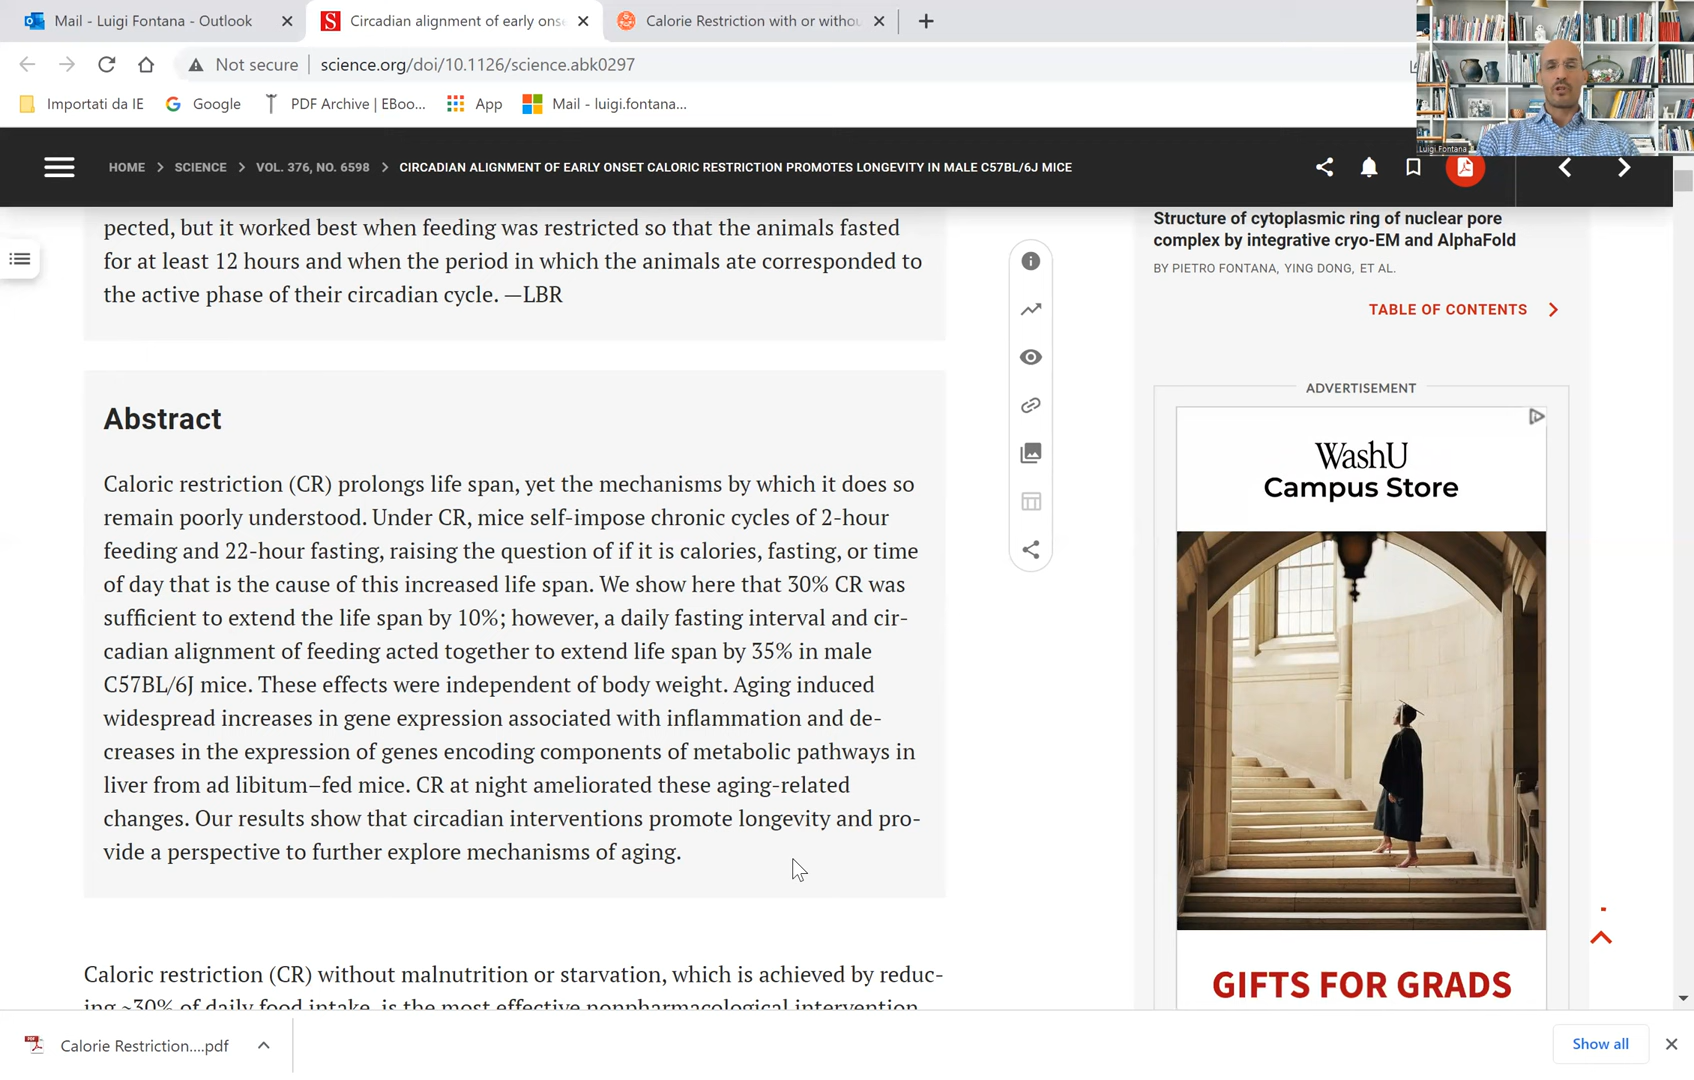 Mail - Luigi Fontana - Outlook
Circadian alignment of early onse
Calorie Restriction with or withou
Not secure
science.org/doi/10.1126/science.abk0297
Importati da IE
Google
PDF Archive | EBoo...
App
Mail - luigi.fontana...
Luigi Fontana
HOME > SCIENCE > VOL. 376, NO. 6598 > CIRCADIAN ALIGNMENT OF EARLY ONSET CALORIC RESTRICTION PROMOTES LONGEVITY IN MALE C57BL/6J MICE
pected, but it worked best when feeding was restricted so that the animals fasted
for at least 12 hours and when the period in which the animals ate corresponded to
the active phase of their circadian cycle. —LBR
Abstract
Caloric restriction (CR) prolongs life span, yet the mechanisms by which it does so
remain poorly understood. Under CR, mice self-impose chronic cycles of 2-hour
feeding and 22-hour fasting, raising the question of if it is calories, fasting, or time
of day that is the cause of this increased life span. We show here that 30% CR was
sufficient to extend the life span by 10%; however, a daily fasting interval and cir-
cadian alignment of feeding acted together to extend life span by 35% in male
C57BL/6J mice. These effects were independent of body weight. Aging induced
widespread increases in gene expression associated with inflammation and de-
creases in the expression of genes encoding components of metabolic pathways in
liver from ad libitum–fed mice. CR at night ameliorated these aging-related
changes. Our results show that circadian interventions promote longevity and pro-
vide a perspective to further explore mechanisms of aging.
Caloric restriction (CR) without malnutrition or starvation, which is achieved by reduc-
ing ~30% of daily food intake, is the most effective nonpharmacological intervention
Structure of cytoplasmic ring of nuclear pore
complex by integrative cryo-EM and AlphaFold
BY PIETRO FONTANA, YING DONG, ET AL.
TABLE OF CONTENTS >
ADVERTISEMENT
WashU
Campus Store
GIFTS FOR GRADS
Calorie Restriction....pdf
Show all